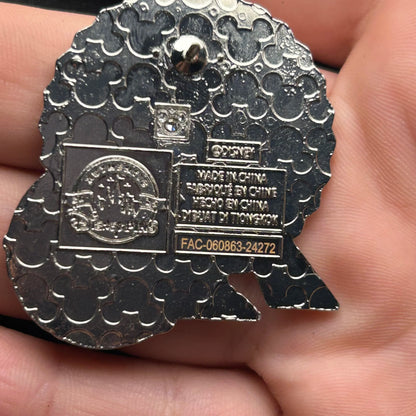 ©DISNEY
MADE IN CHINA
FABRIQUÉ EN CHINE
HECHO EN CHINA
DIBUAT DI TIONGKOK
FAC-060863-24272